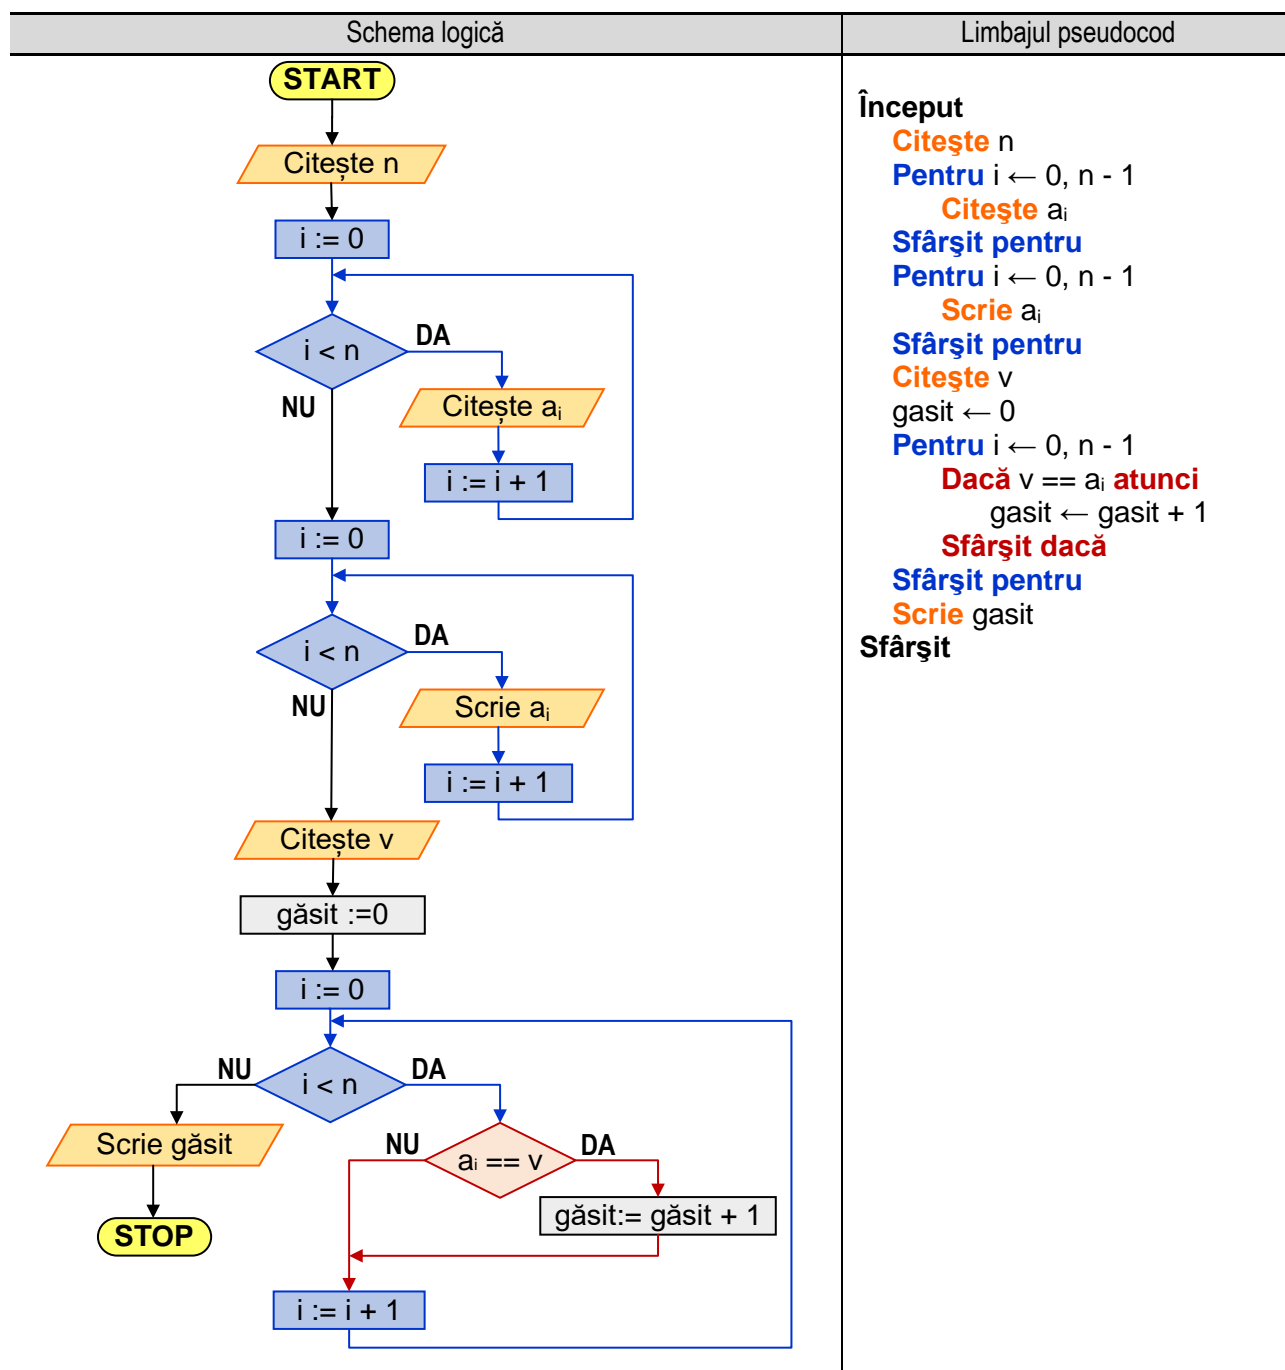 Schema logică
Limbajul pseudocod
START
Citește n
i := 0
i < n
DA
NU
Citește aᵢ
i := i + 1
i := 0
i < n
DA
NU
Scrie aᵢ
i := i + 1
Citește v
găsit :=0
i := 0
i < n
NU
DA
Scrie găsit
STOP
aᵢ == v
NU
DA
găsit:= găsit + 1
i := i + 1
Început
Citeşte n
Pentru i ← 0, n - 1
Citeşte aᵢ
Sfârşit pentru
Pentru i ← 0, n - 1
Scrie aᵢ
Sfârşit pentru
Citeşte v
gasit ← 0
Pentru i ← 0, n - 1
Dacă v == aᵢ atunci
gasit ← gasit + 1
Sfârşit dacă
Sfârşit pentru
Scrie gasit
Sfârşit